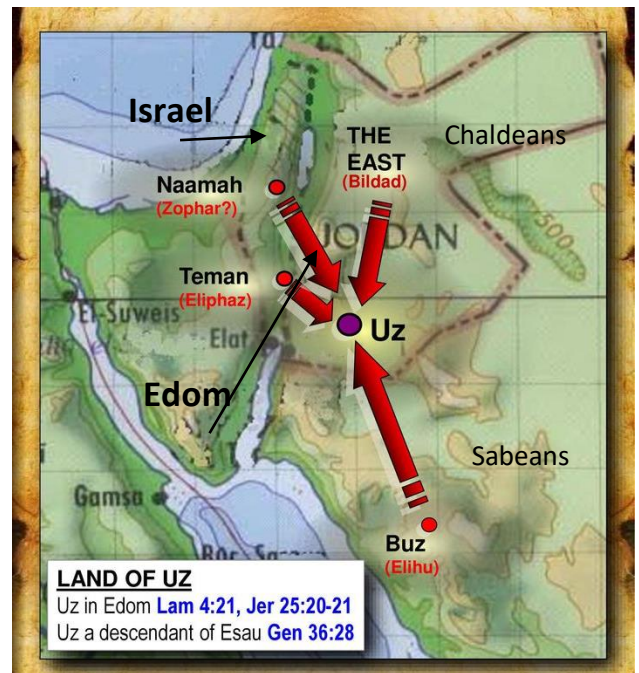 Israel
THE
EAST
(Bildad)
Chaldeans
Naamah
(Zophar?)
JORDAN
500
Teman
(Eliphaz)
El-Suweis
Elat
Uz
Edom
Sabeans
Gamsa
Buz
(Elihu)
LAND OF UZ
Uz in Edom Lam 4:21, Jer 25:20-21
Uz a descendant of Esau Gen 36:28